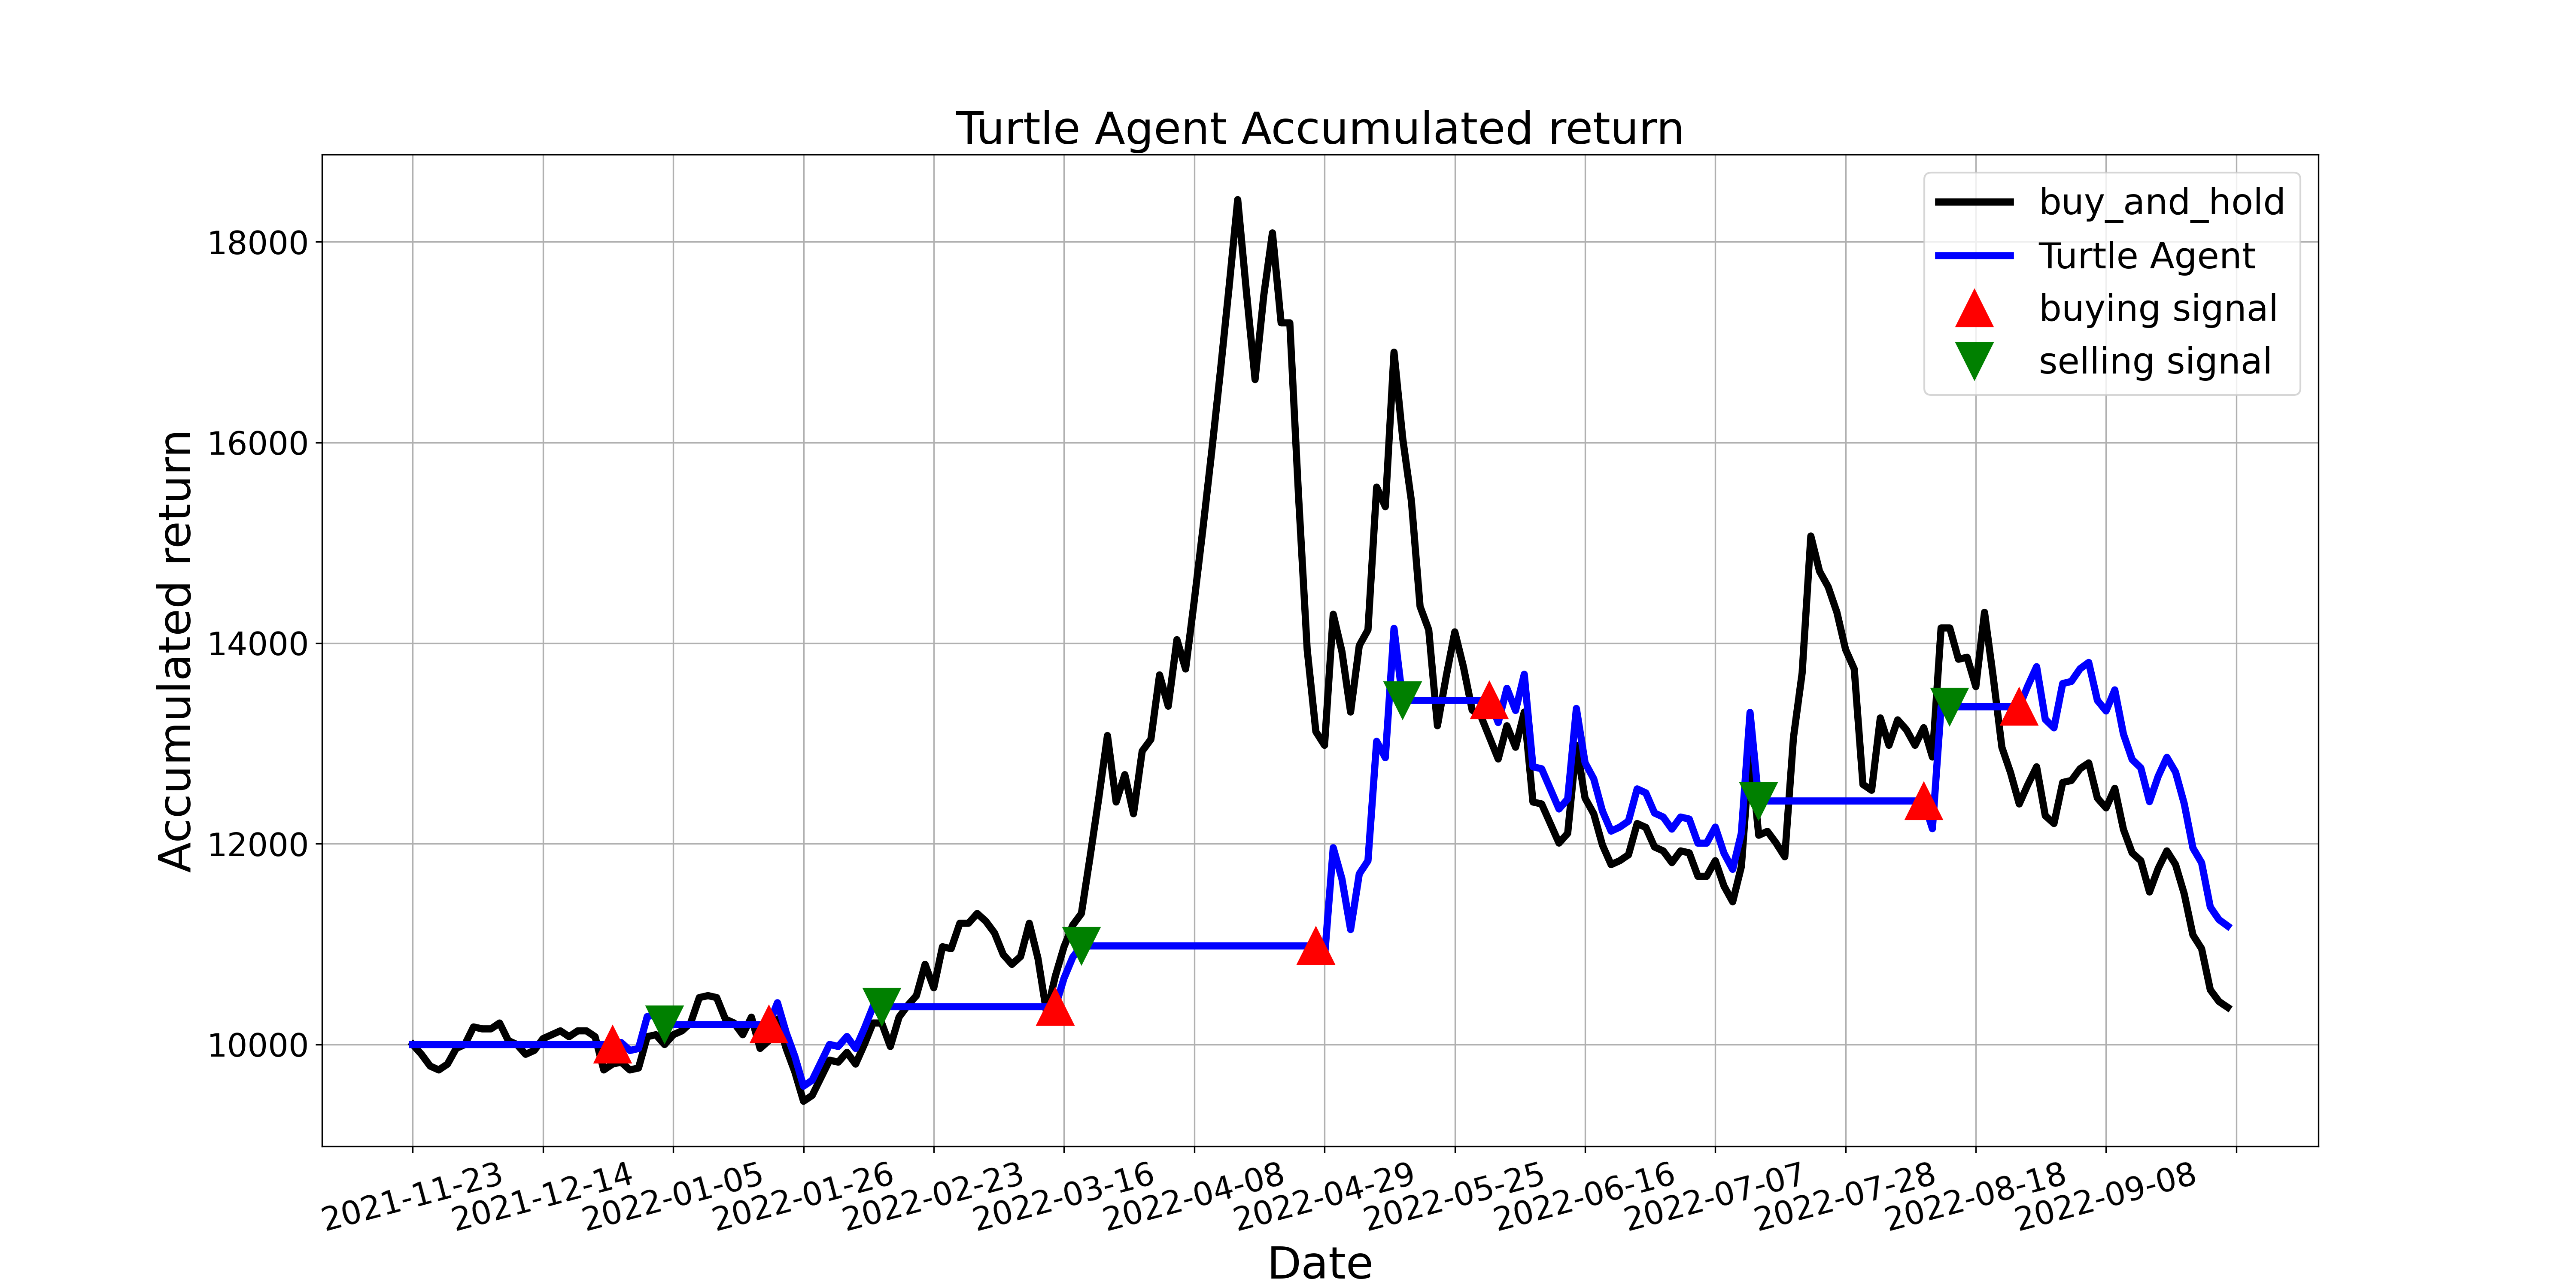 Turtle Agent Accumulated return
buy_and_hold
Turtle Agent
buying signal
selling signal
18000
16000
14000
12000
10000
Accumulated return
2021-11-23
2021-12-14
2022-01-05
2022-01-26
2022-02-23
2022-03-16
2022-04-08
2022-04-29
2022-05-25
2022-06-16
2022-07-07
2022-07-28
2022-08-18
2022-09-08
Date